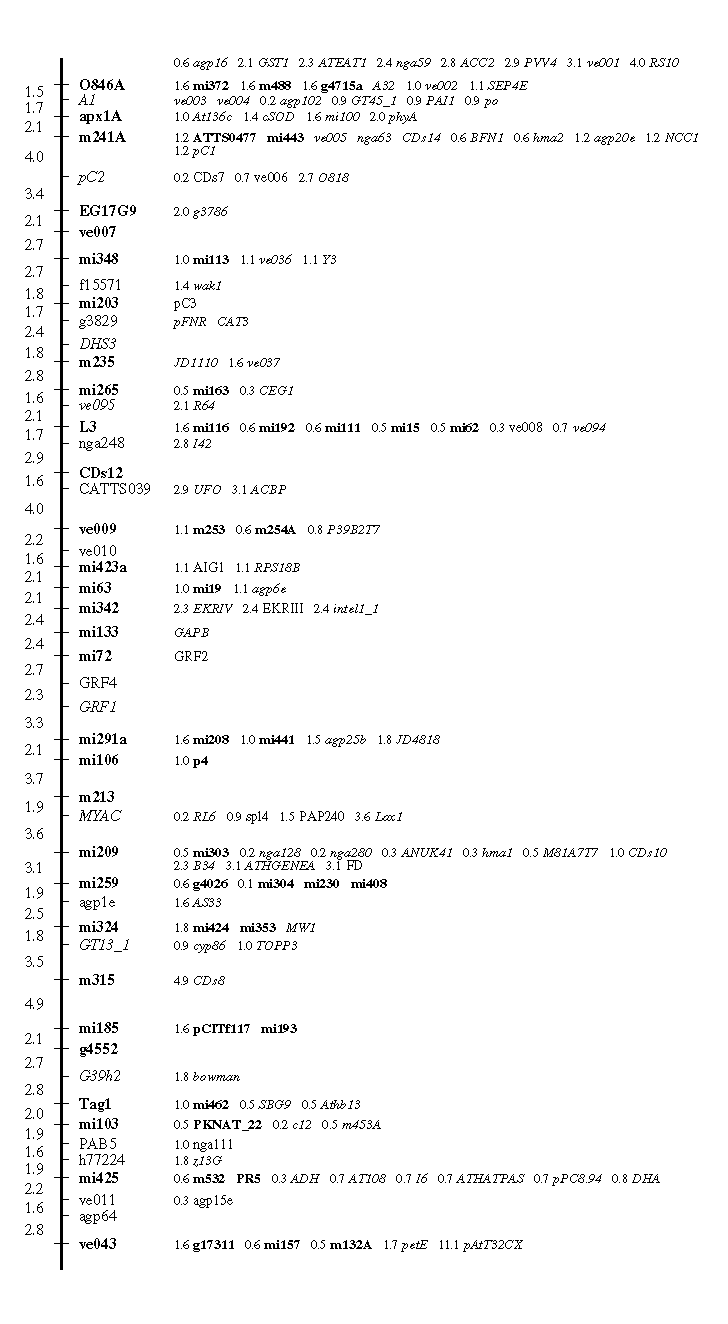 0.6 agp16 2.1 GST1 2.3 ATEAT1 2.4 nga59 2.8 ACC2 2.9 PVV4 3.1 ve001 4.0 RS10
O846A 1.6 mi372 1.6 m488 1.6 g4715a A32 1.0 ve002 1.1 SEP4E
1.5
A1 ve003 ve004 0.2 agp102 0.9 GT45_1 0.9 PAI1 0.9 po
1.7
apx1A 1.0 At136c 1.4 cSOD 1.6 mi100 2.0 phyA
2.1
m241A 1.2 ATTS0477 mi443 ve005 nga63 CDs14 0.6 BFN1 0.6 hma2 1.2 agp20e 1.2 NCC1
1.2 pC1
4.0
pC2 0.2 CDs7 0.7 ve006 2.7 O818
3.4
EG17G9 2.0 g3786
2.1
ve007
2.7
mi348 1.0 mi113 1.1 ve036 1.1 Y3
2.7
f15571 1.4 wak1
1.8
mi203 pC3
1.7
g3829 pFNR CAT3
2.4
DHS3
1.8
m235 JD1110 1.6 ve037
2.8
mi265 0.5 mi163 0.3 CEG1
1.6
ve095 2.1 R64
2.1
L3 1.6 mi116 0.6 mi192 0.6 mi111 0.5 mi15 0.5 mi62 0.3 ve008 0.7 ve094
1.7
nga248 2.8 I42
2.9
CDs12
1.6
CATTS039 2.9 UFO 3.1 ACBP
4.0
ve009 1.1 m253 0.6 m254A 0.8 P39B2T7
2.2
ve010
1.6
mi423a 1.1 AIG1 1.1 RPS18B
2.1
mi63 1.0 mi19 1.1 agp6e
2.1
mi342 2.3 EKRIV 2.4 EKRIII 2.4 intel1_1
2.4
mi133 GAPB
2.4
mi72 GRF2
2.7
GRF4
2.3
GRF1
3.3
mi291a 1.6 mi208 1.0 mi441 1.5 agp25b 1.8 JD4818
2.1
mi106 1.0 p4
3.7
m213
1.9
MYAC 0.2 RL6 0.9 spl4 1.5 PAP240 3.6 Lox1
3.6
mi209 0.5 mi303 0.2 nga128 0.2 nga280 0.3 ANUK41 0.3 hma1 0.5 M81A7T7 1.0 CDs10
2.3 B34 3.1 ATHGENEA 3.1 FD
3.1
mi259 0.6 g4026 0.1 mi304 mi230 mi408
1.9
agp1e 1.6 AS33
2.5
mi324 1.8 mi424 mi353 MW1
1.8
GT13_1 0.9 cyp86 1.0 TOPP3
3.5
m315 4.9 CDs8
4.9
mi185 1.6 pCITf117 mi193
2.1
g4552
2.7
G39h2 1.8 bowman
2.8
Tag1 1.0 mi462 0.5 SBG9 0.5 Athb13
2.0
mi103 0.5 PKNAT_22 0.2 c12 0.5 m453A
1.9
PAB5 1.0 nga111
1.6
h77224 1.8 z13G
1.9
mi425 0.6 m532 PR5 0.3 ADH 0.7 AT108 0.7 I6 0.7 ATHATPAS 0.7 pPC8.94 0.8 DHA
2.2
ve011 0.3 agp15e
1.6
agp64
2.8
ve043 1.6 g17311 0.6 mi157 0.5 m132A 1.7 petE 11.1 pAtT32CX